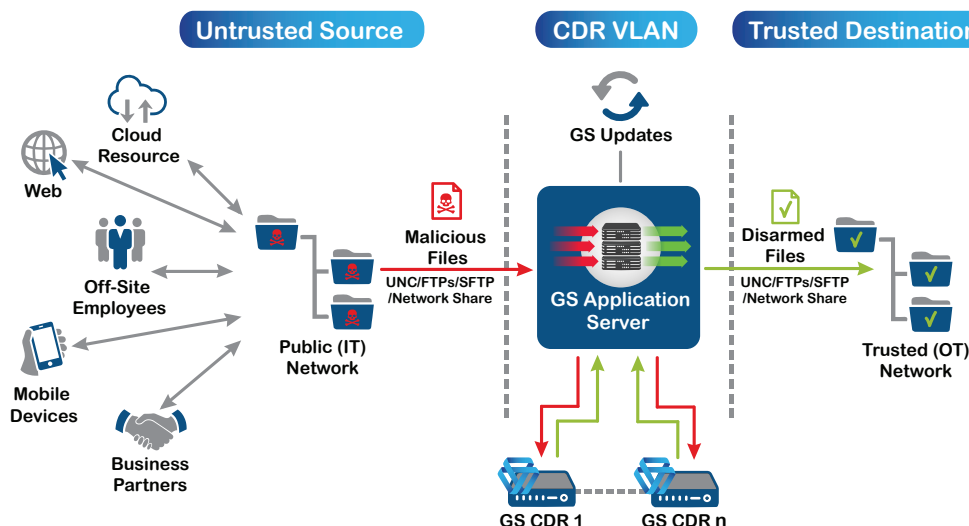 Untrusted Source
CDR VLAN
Trusted Destination
Cloud
Resource
Web
Off-Site
Employees
Mobile
Devices
Business
Partners
Public (IT)
Network
Malicious
Files
UNC/FTPs/SFTP
/Network Share
GS Updates
GS Application
Server
GS CDR 1
GS CDR n
Disarmed
Files
UNC/FTPs/SFTP
/Network Share
Trusted (OT)
Network